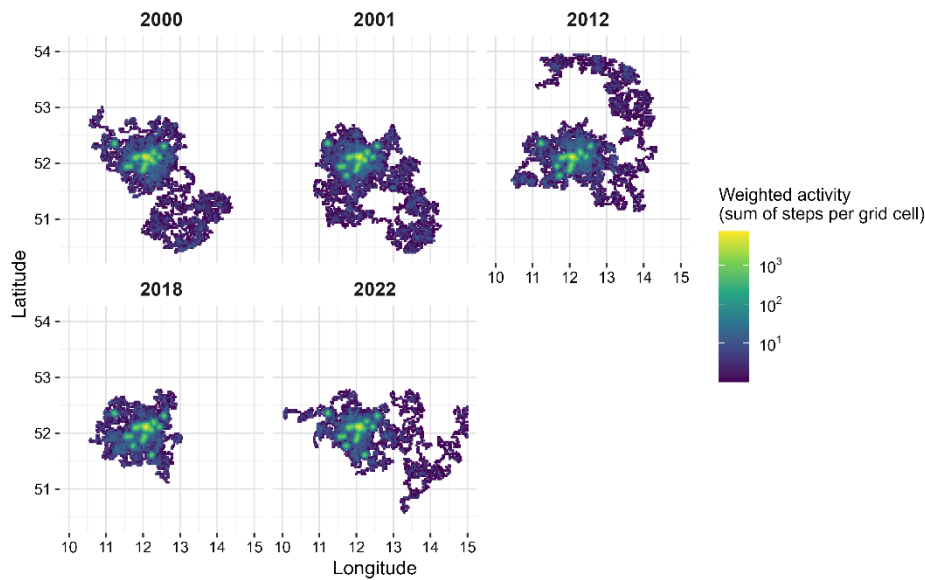 2000 2001 2012
54
53
52
51
10 11 12 13 14 15
Latitude
2018 2022
54
53
52
51
10 11 12 13 14 15 10 11 12 13 14 15
Longitude
Weighted activity
(sum of steps per grid cell)
10³
10²
10¹